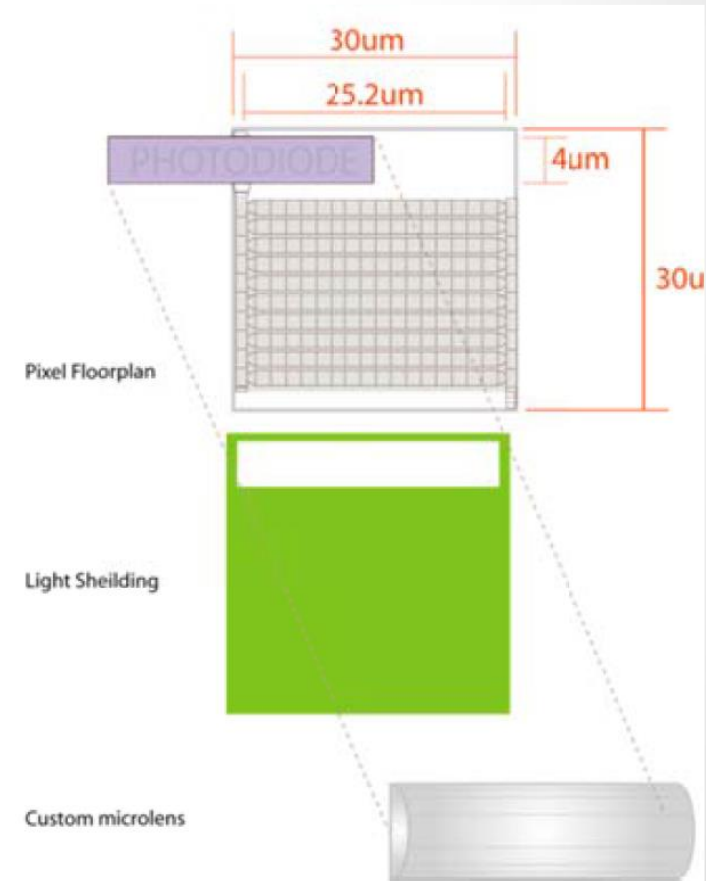 30um
25.2um
PHOTODIODE
4um
30u
Pixel Floorplan
Light Sheilding
Custom microlens